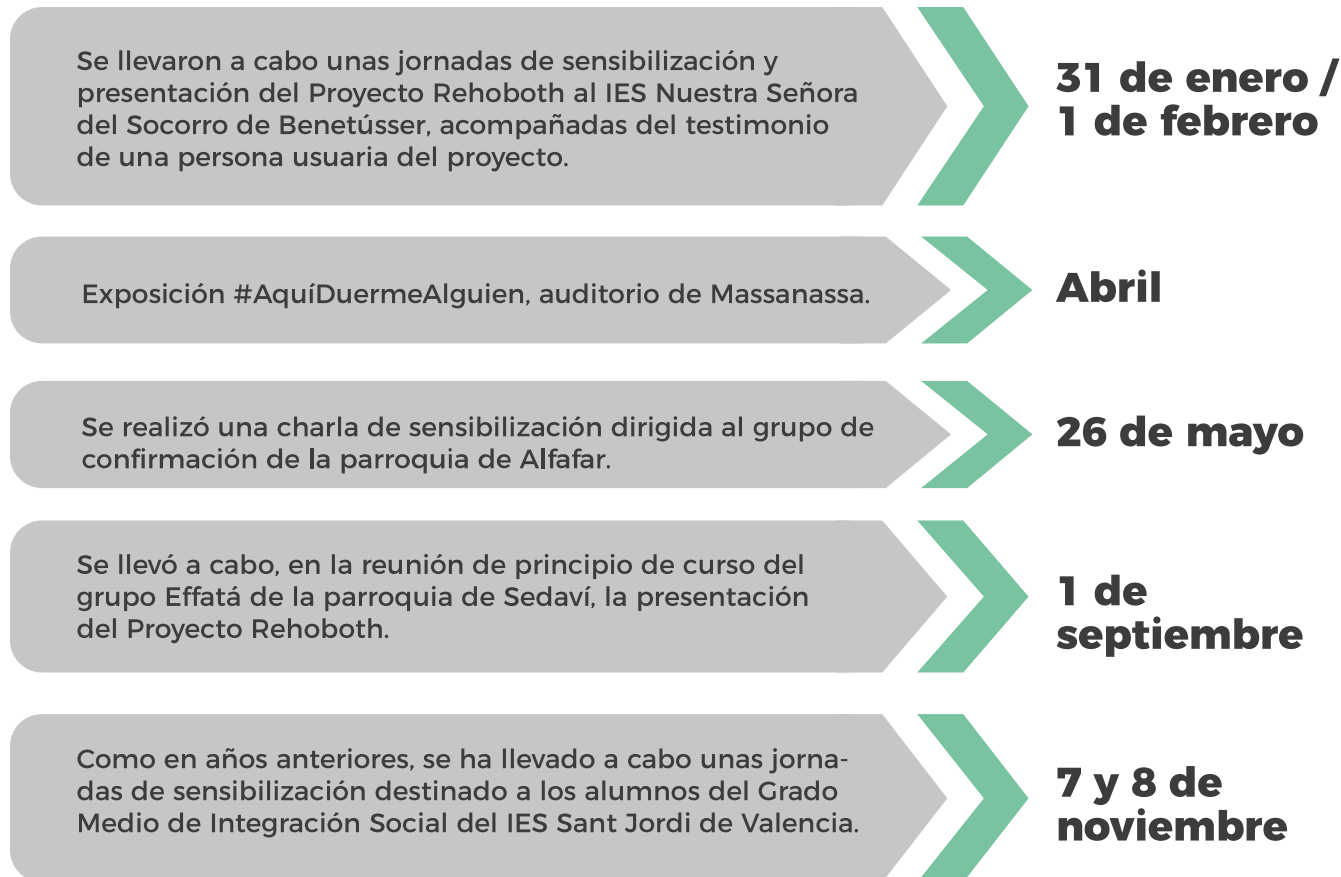 Se llevaron a cabo unas jornadas de sensibilización y
presentación del Proyecto Rehoboth al IES Nuestra Señora
del Socorro de Benetússer, acompañadas del testimonio
de una persona usuaria del proyecto.
31 de enero /
1 de febrero
Exposición #AquíDuermeAlguien, auditorio de Massanassa.
Abril
Se realizó una charla de sensibilización dirigida al grupo de
confirmación de la parroquia de Alfafar.
26 de mayo
Se llevó a cabo, en la reunión de principio de curso del
grupo Effatá de la parroquia de Sedaví, la presentación
del Proyecto Rehoboth.
1 de
septiembre
Como en años anteriores, se ha llevado a cabo unas jorna-
das de sensibilización destinado a los alumnos del Grado
Medio de Integración Social del IES Sant Jordi de Valencia.
7 y 8 de
noviembre